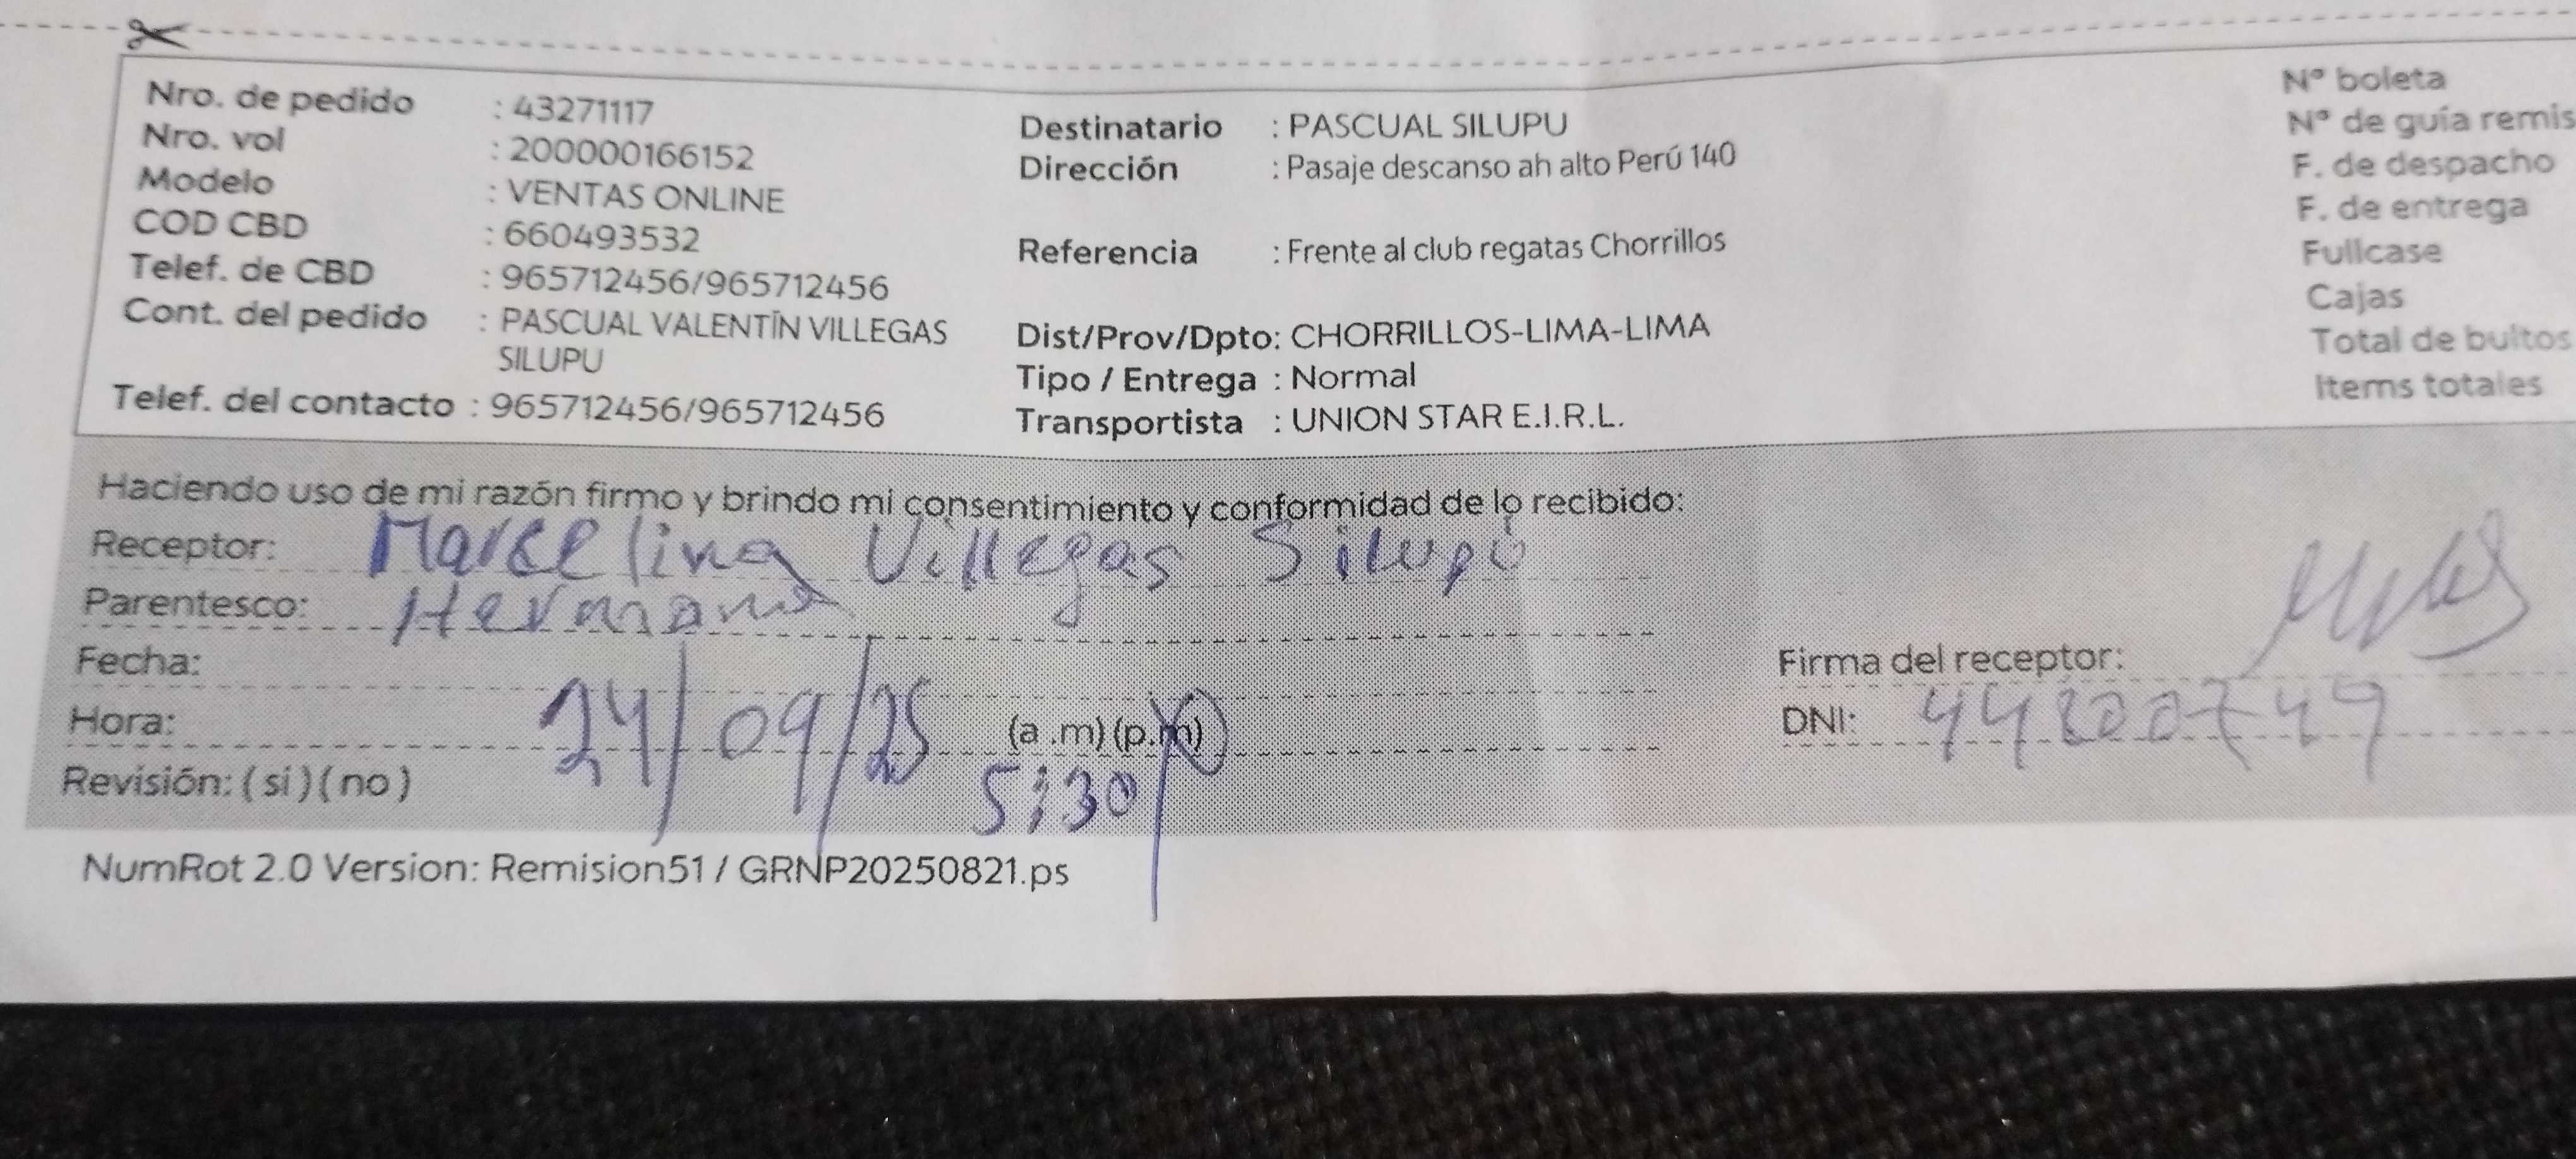 Nro. de pedido : 43271117
Nro. vol : 200000166152
Modelo : VENTAS ONLINE
COD CBD : 660493532
Telef. de CBD : 965712456/965712456
Cont. del pedido : PASCUAL VALENTÍN VILLEGAS
SILUPU
Telef. del contacto : 965712456/965712456
Destinatario : PASCUAL SILUPU
Dirección : Pasaje descanso ah alto Perú 140
Referencia : Frente al club regatas Chorrillos
Dist/Prov/Dpto: CHORRILLOS-LIMA-LIMA
Tipo / Entrega : Normal
Transportista : UNION STAR E.I.R.L.
N° boleta
N° de guía remis
F. de despacho
F. de entrega
Fullcase
Cajas
Total de bultos
Items totales
Haciendo uso de mi razón firmo y brindo mi consentimiento y conformidad de lo recibido:
Receptor: Marcelina Villegas Silupú
Parentesco: Hermana
Fecha:
Hora: 24/09/25 (a .m) (p.m)
5:30
Revisión: ( si ) ( no )
Firma del receptor:
DNI:
NumRot 2.0 Version: Remision51 / GRNP20250821.ps